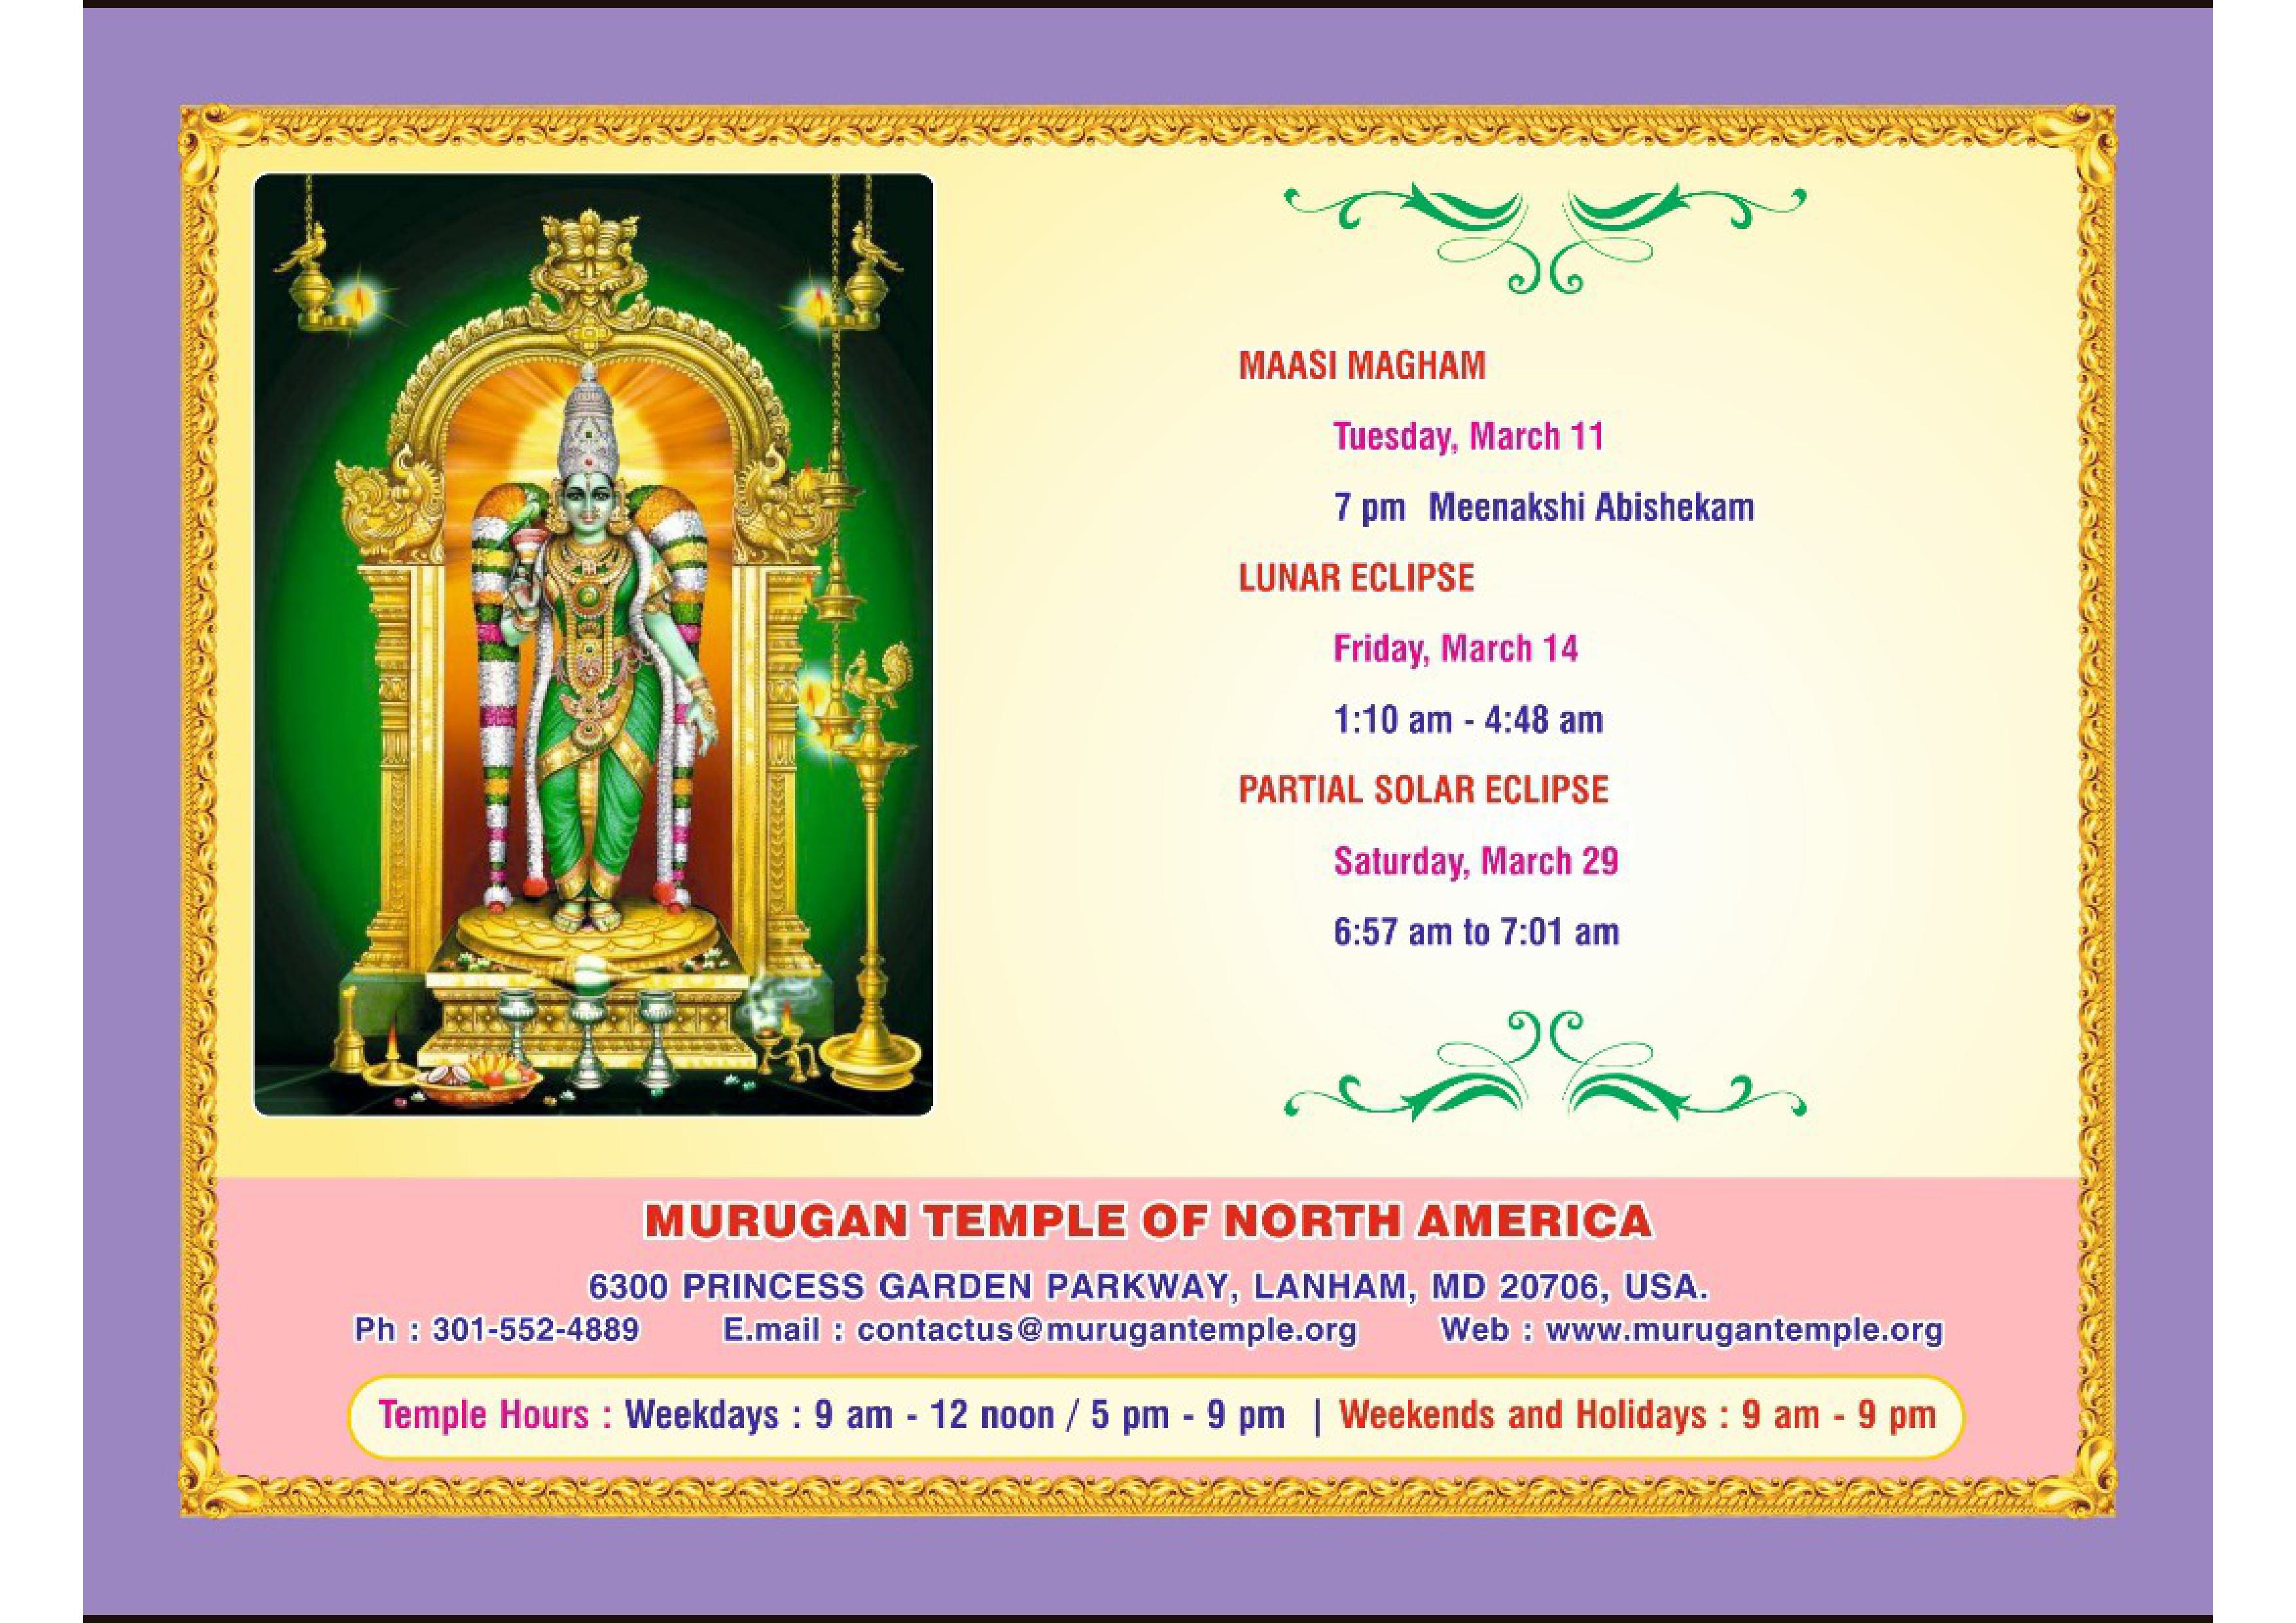 MAASI MAGHAM
Tuesday, March 11
7 pm Meenakshi Abishekam
LUNAR ECLIPSE
Friday, March 14
1:10 am - 4:48 am
PARTIAL SOLAR ECLIPSE
Saturday, March 29
6:57 am to 7:01 am
MURUGAN TEMPLE OF NORTH AMERICA
6300 PRINCESS GARDEN PARKWAY, LANHAM, MD 20706, USA.
Ph : 301-552-4889 E.mail : contactus@murugantemple.org Web : www.murugantemple.org
Temple Hours : Weekdays : 9 am - 12 noon / 5 pm - 9 pm | Weekends and Holidays : 9 am - 9 pm